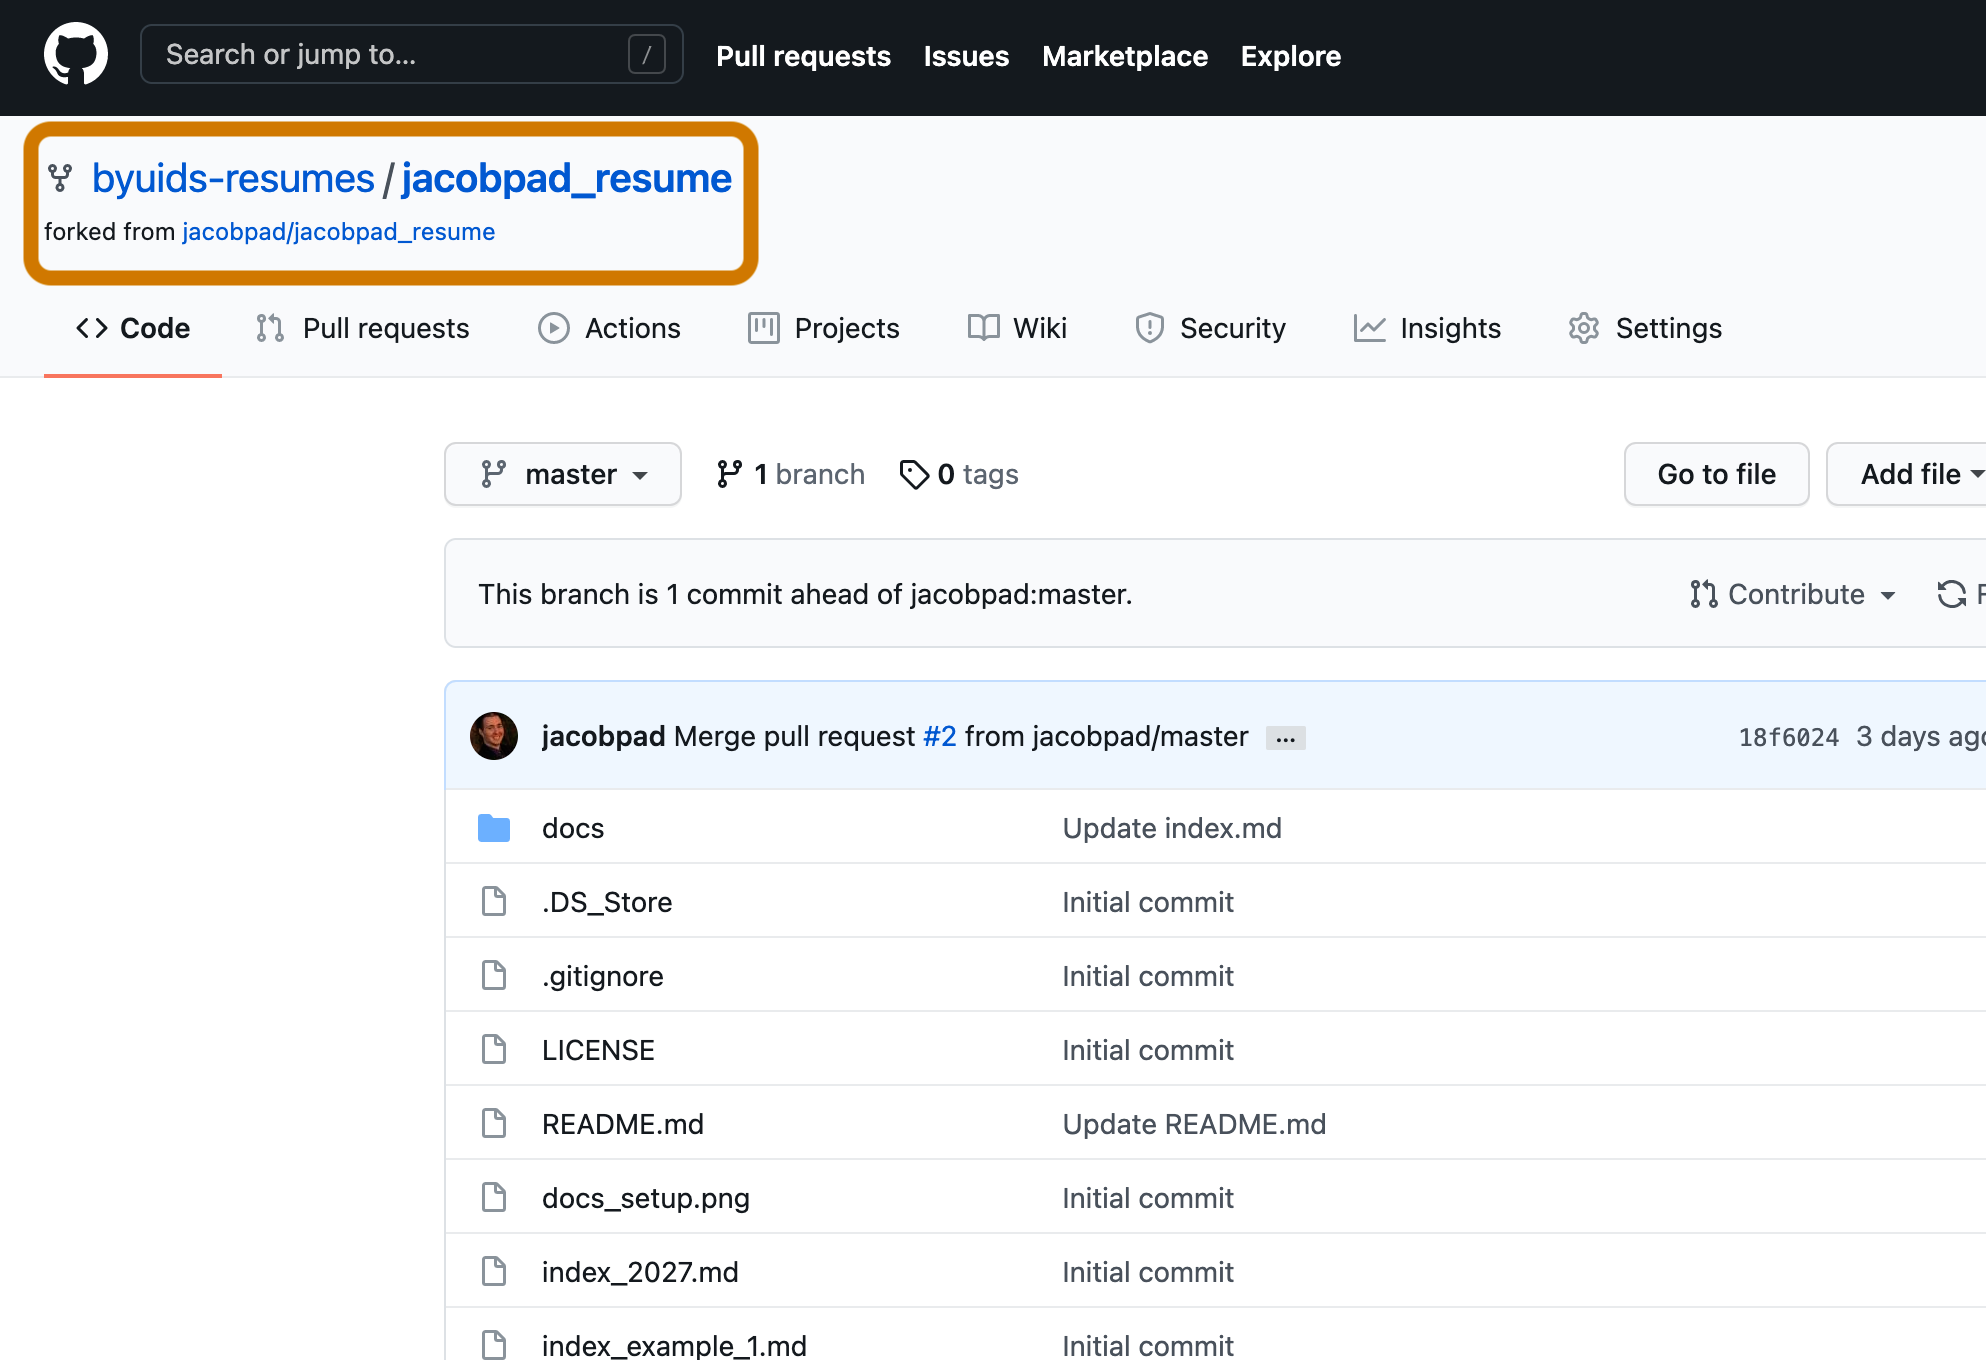 Search or jump to... / Pull requests Issues Marketplace Explore
byuids-resumes / jacobpad_resume
forked from jacobpad/jacobpad_resume
<> Code Pull requests Actions Projects Wiki Security Insights Settings
master 1 branch 0 tags Go to file Add file
This branch is 1 commit ahead of jacobpad:master. Contribute
jacobpad Merge pull request #2 from jacobpad/master ... 18f6024 3 days ago
docs Update index.md
.DS_Store Initial commit
.gitignore Initial commit
LICENSE Initial commit
README.md Update README.md
docs_setup.png Initial commit
index_2027.md Initial commit
index_example_1.md Initial commit